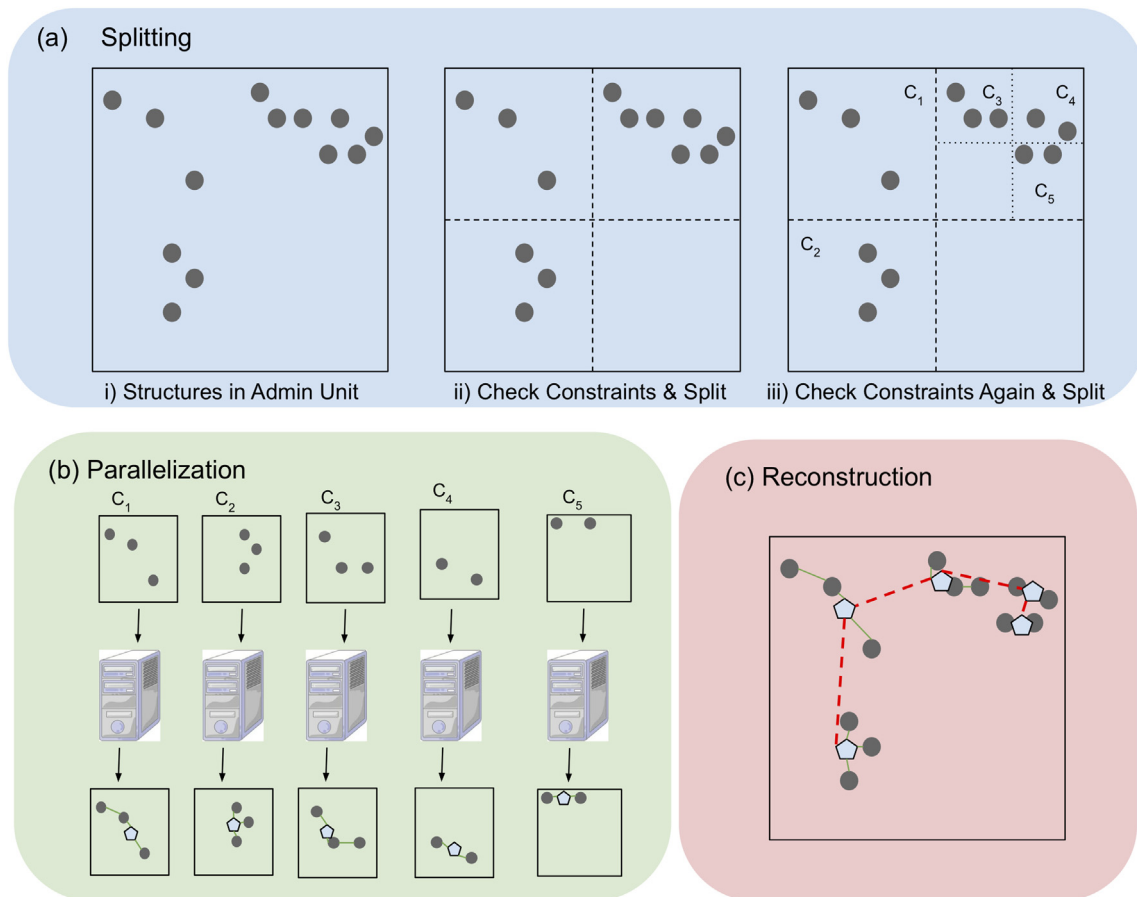 (a) Splitting
C1 C3 C4
C5
C2
i) Structures in Admin Unit
ii) Check Constraints & Split
iii) Check Constraints Again & Split
(b) Parallelization
C1 C2 C3 C4 C5
(c) Reconstruction